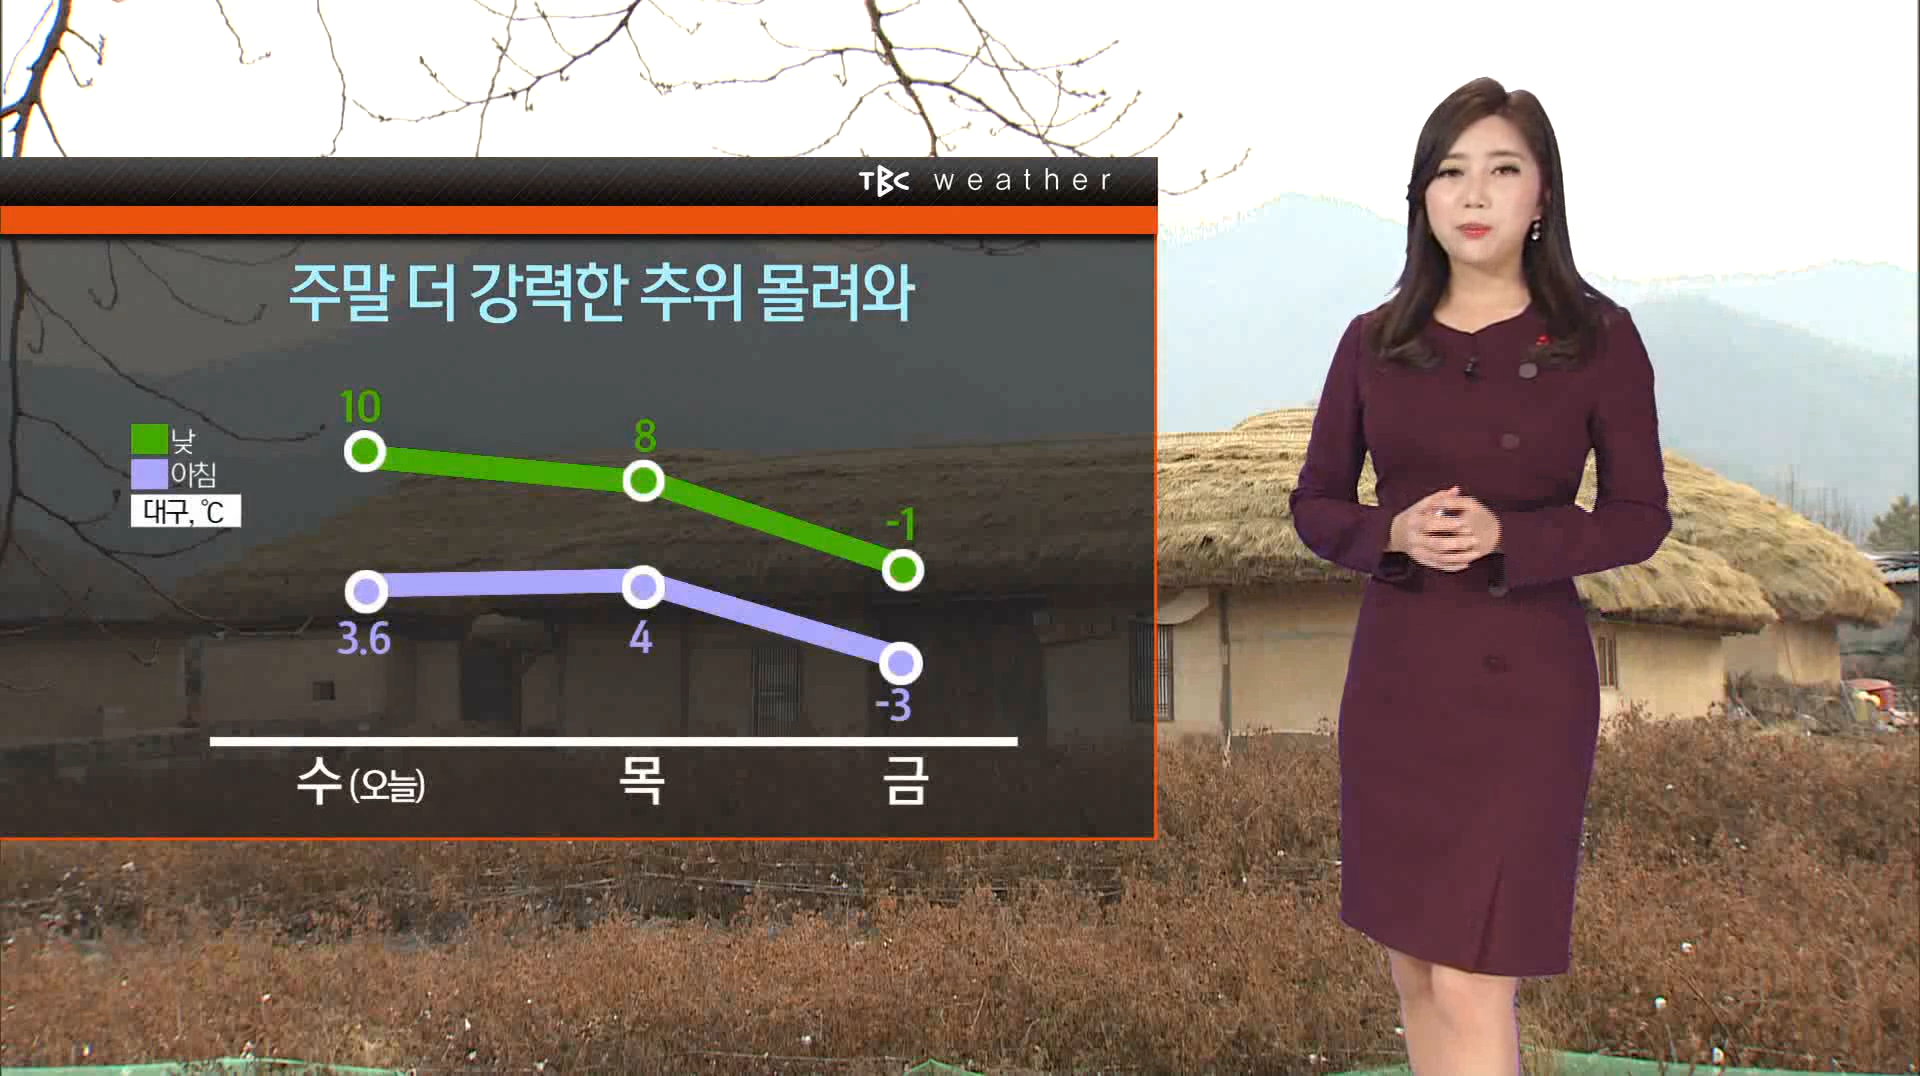 TBC weather
주말 더 강력한 추위 몰려와
낮
아침
대구, ℃
10
8
-1
3.6
4
-3
수 (오늘)
목
금